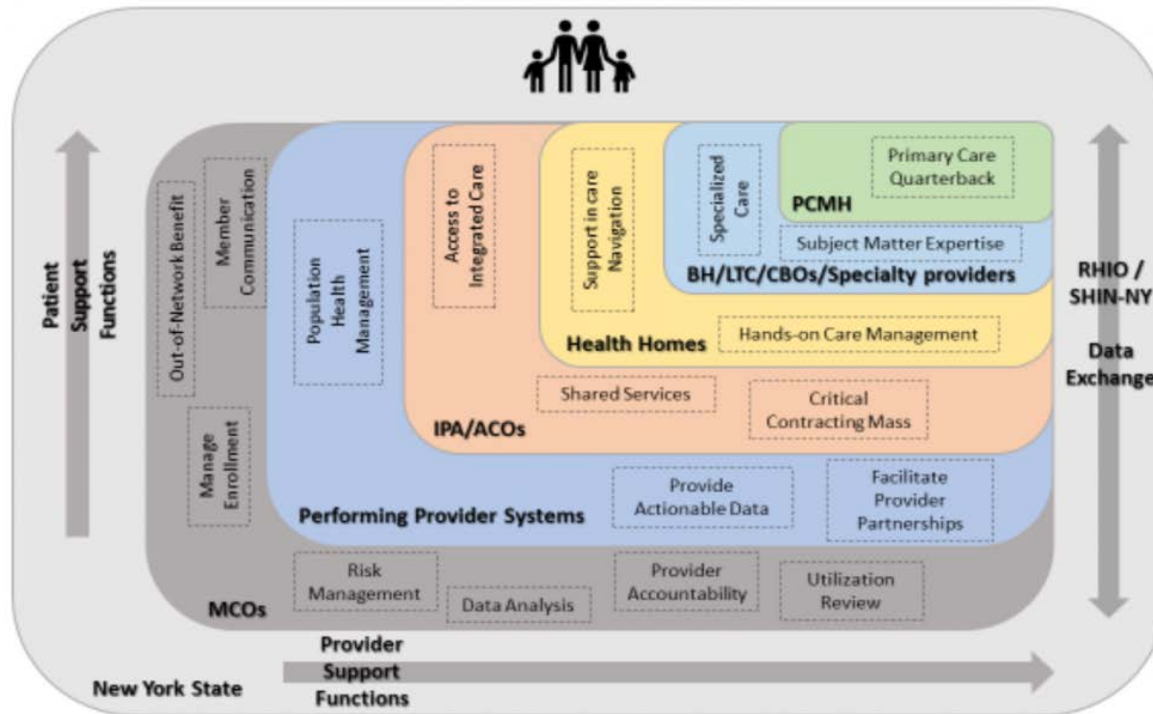 Patient
Support
Functions
Out-of-Network Benefit
Member
Communication
Manage
Enrollment
Population
Health
Management
Access to
Integrated Care
Support in care
Navigation
Specialized
Care
Primary Care
Quarterback
PCMH
Subject Matter Expertise
BH/LTC/CBOs/Specialty providers
Hands-on Care Management
Health Homes
Shared Services
Critical
Contracting Mass
IPA/ACOs
Provide
Actionable Data
Facilitate
Provider
Partnerships
Performing Provider Systems
Risk
Management
Data Analysis
Provider
Accountability
Utilization
Review
MCOs
RHIO /
SHIN-NY
Data
Exchange
Provider
Support
Functions
New York State